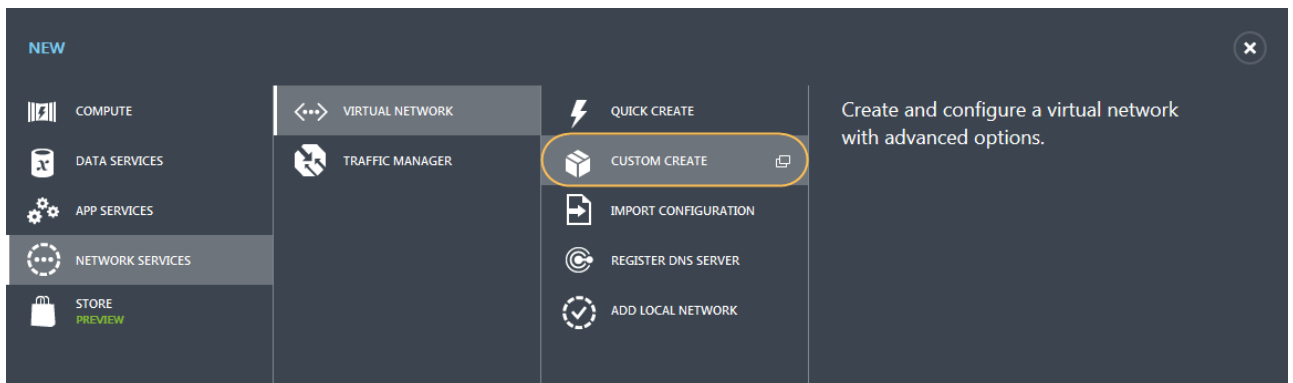 NEW
COMPUTE
DATA SERVICES
APP SERVICES
NETWORK SERVICES
STORE
PREVIEW
VIRTUAL NETWORK
TRAFFIC MANAGER
QUICK CREATE
CUSTOM CREATE
IMPORT CONFIGURATION
REGISTER DNS SERVER
ADD LOCAL NETWORK
Create and configure a virtual network
with advanced options.